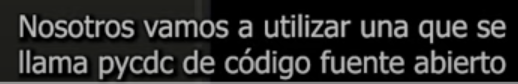 Nosotros vamos a utilizar una que se
llama pycdc de código fuente abierto